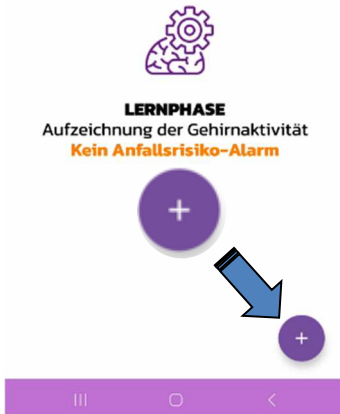 LERNPHASE
Aufzeichnung der Gehirnaktivität
Kein Anfallsrisiko-Alarm
+
+